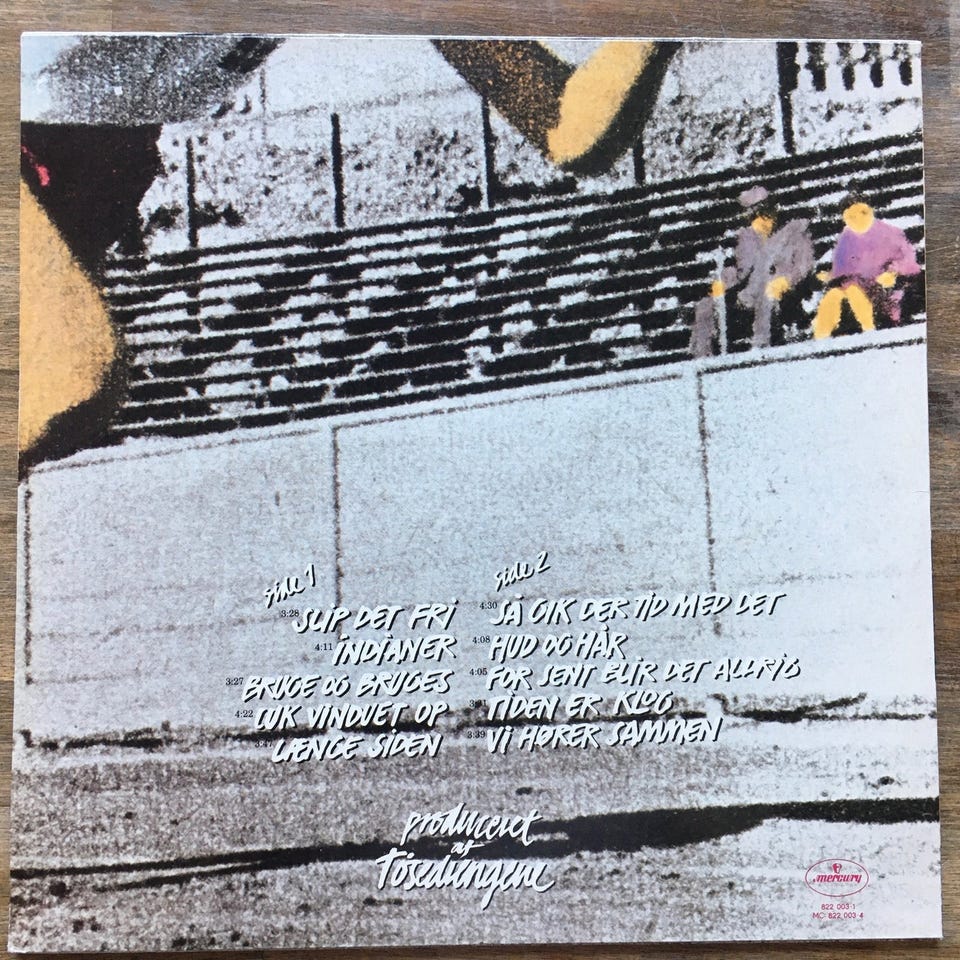 side 1
3:28 SLIP DET FRI
4:11 INDIANER
3:27 BRUGE OG BRUGES
4:22 LUK VINDUET OP
LÆNGE SIDEN
side 2
4:30 SÅ GIK DER TID MED DET
4:08 HUD OG HÅR
4:05 FOR SENT BLIR DET ALDRIG
TIDEN ER KLOG
3:39 VI HØRER SAMMEN
produceret
af
Tøsedrengene
mercury
822 003-1
MC: 822 003-4